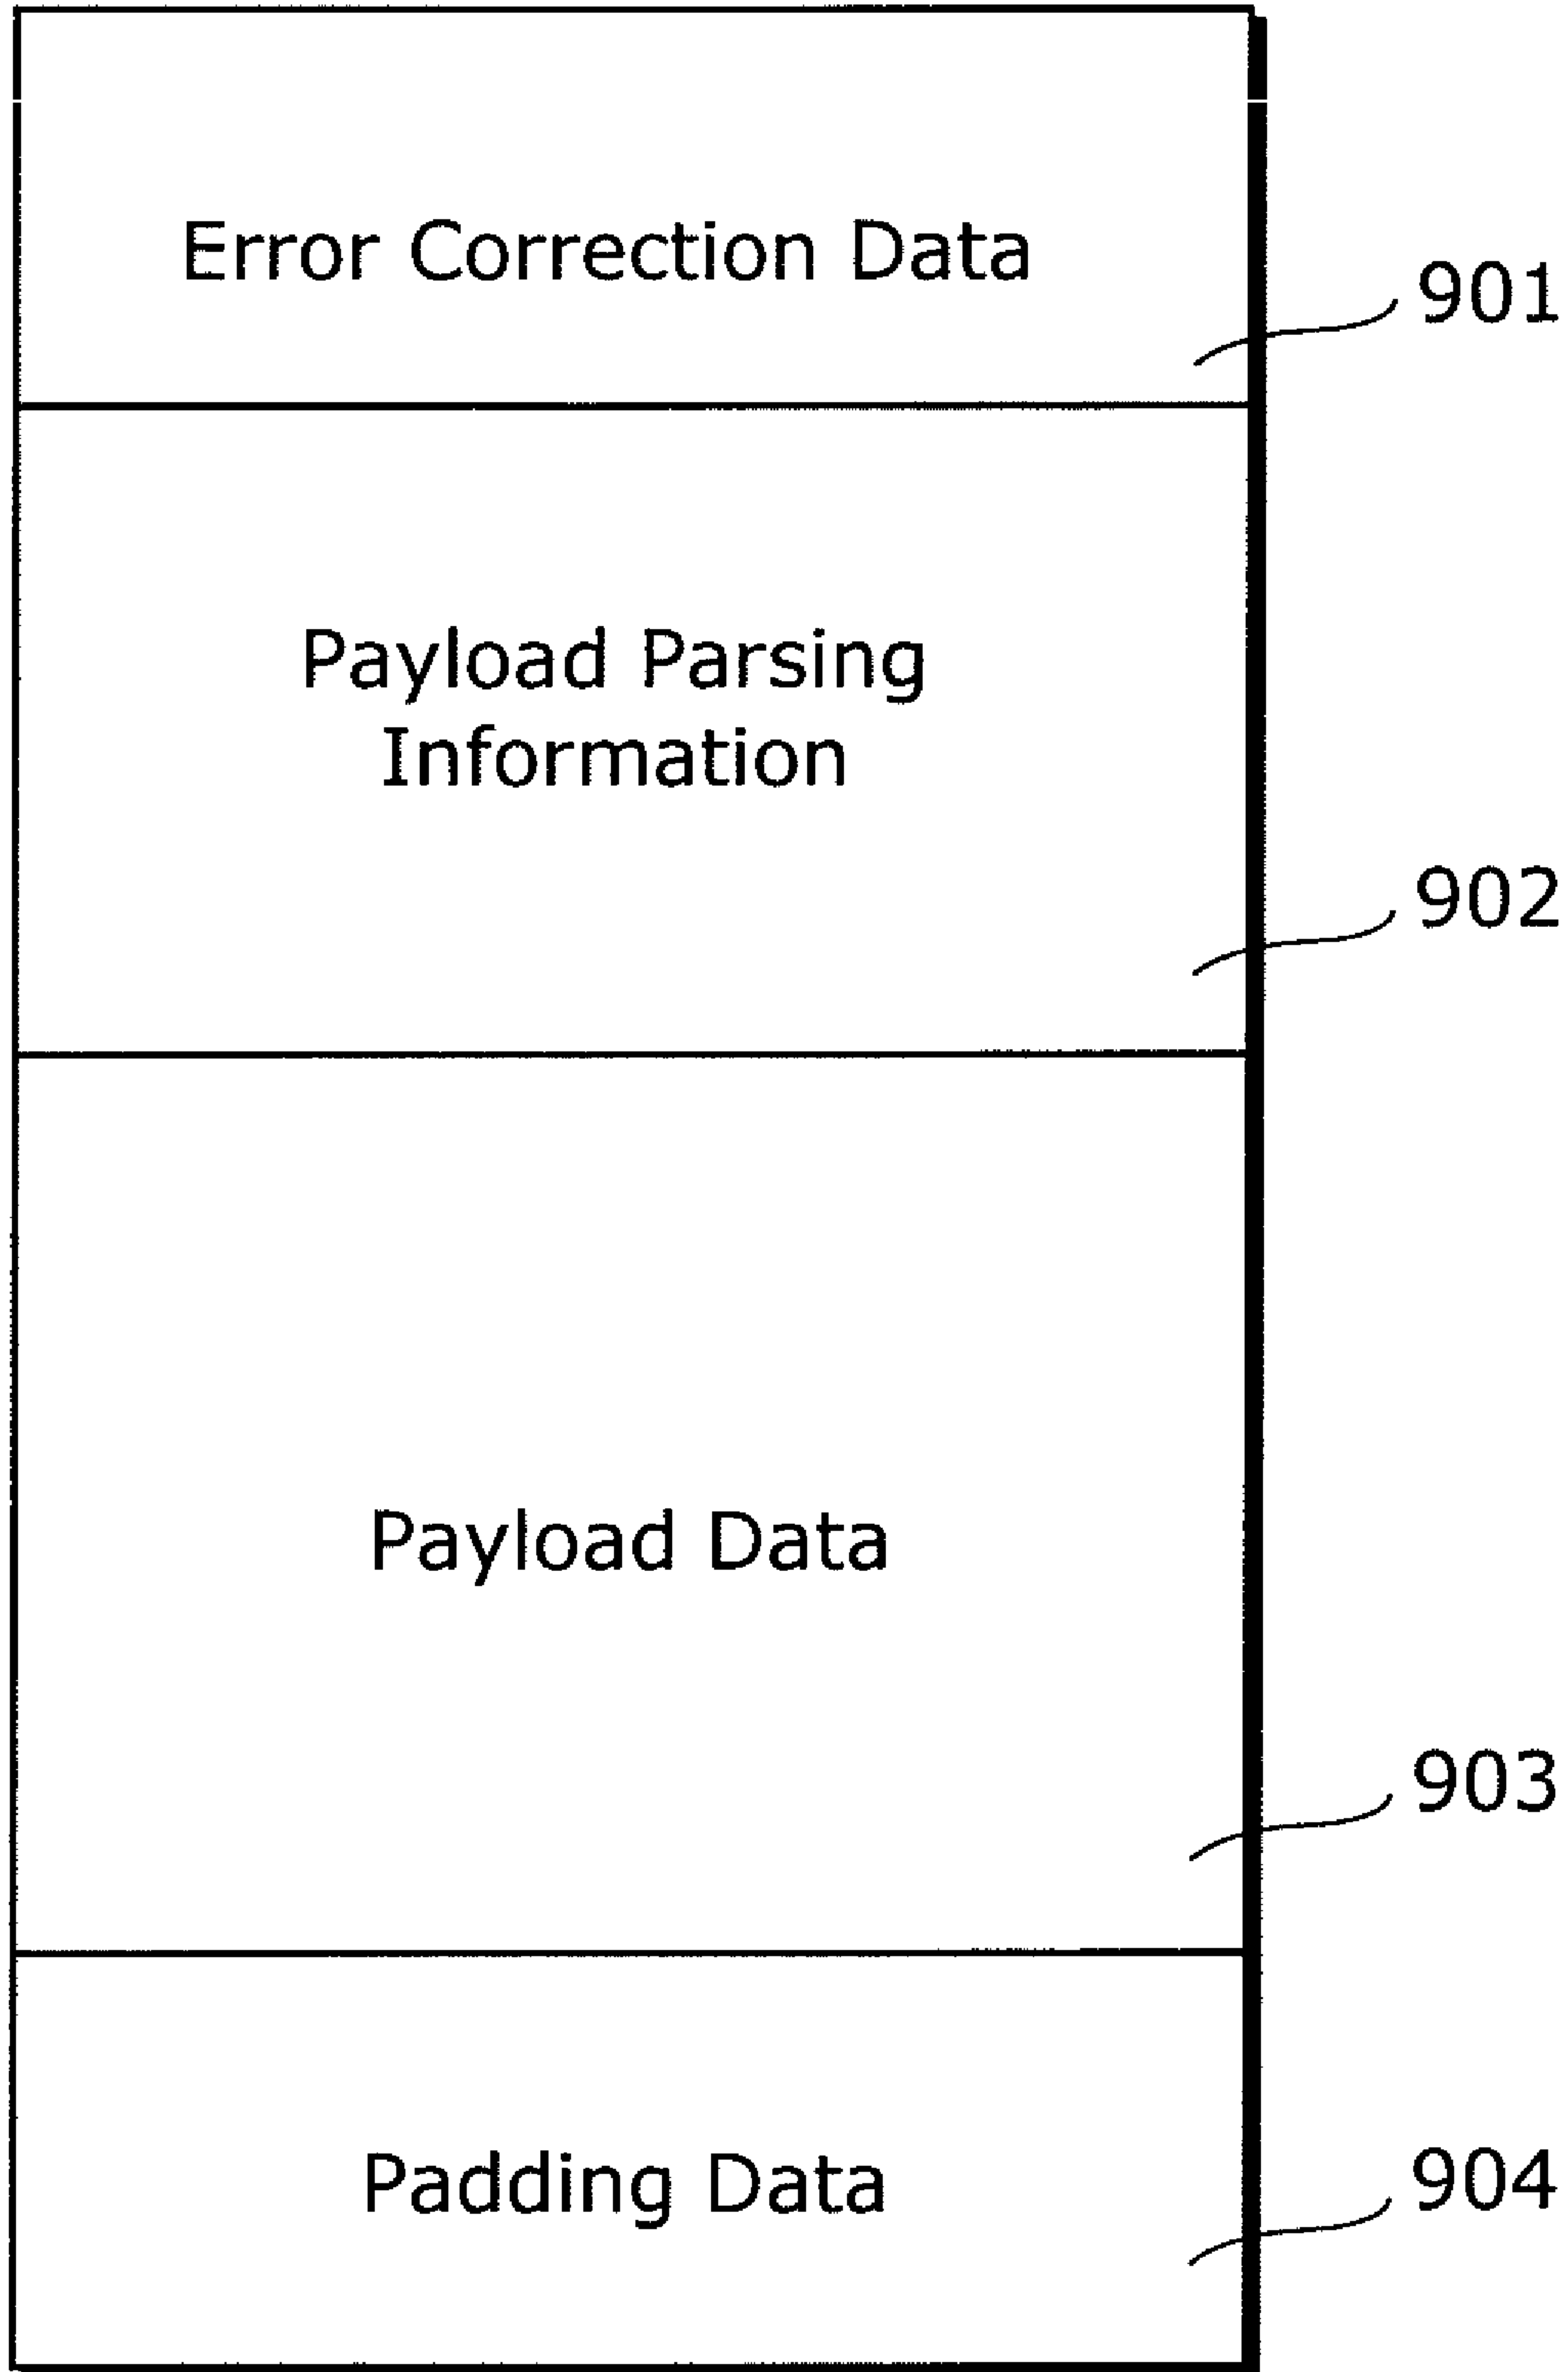 Error Correction Data
901
Payload Parsing
Information
902
Payload Data
903
Padding Data
904